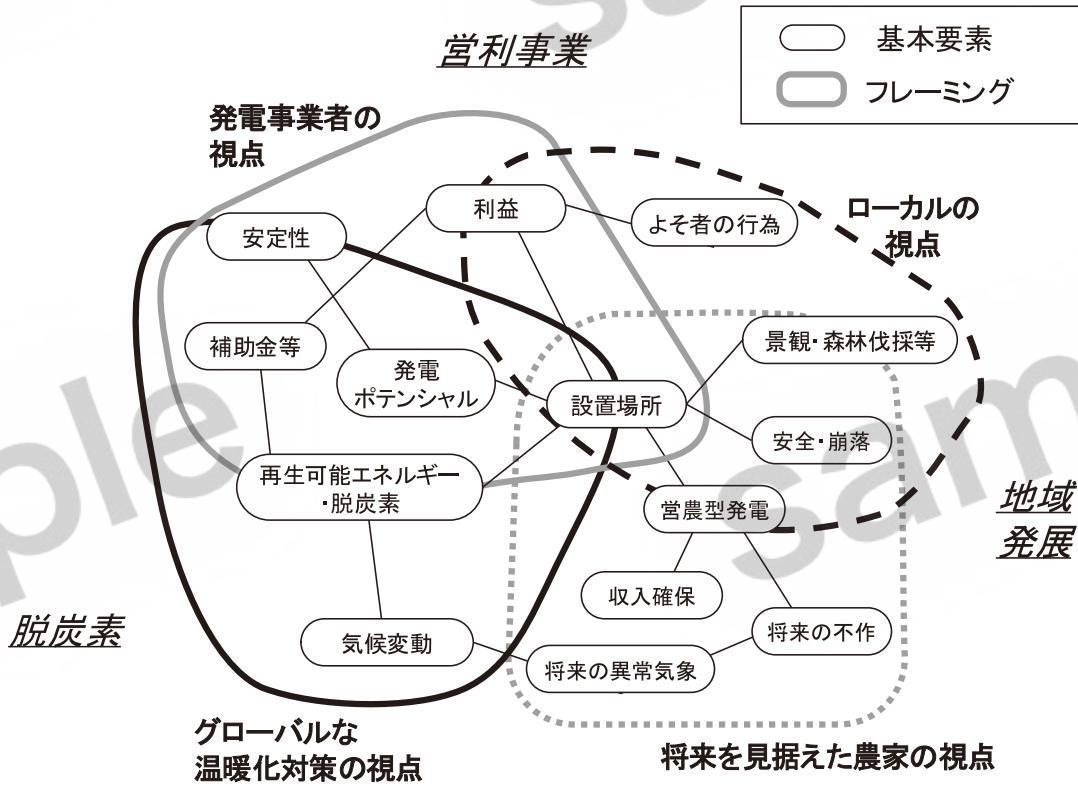 営利事業
基本要素
フレーミング
発電事業者の
視点
利益
よそ者の行為
ローカルの
視点
安定性
補助金等
発電
ポテンシャル
設置場所
景観・森林伐採等
安全・崩落
再生可能エネルギー
・脱炭素
営農型発電
地域
発展
収入確保
脱炭素
気候変動
将来の異常気象
将来の不作
グローバルな
温暖化対策の視点
将来を見据えた農家の視点
sam
ple
sam